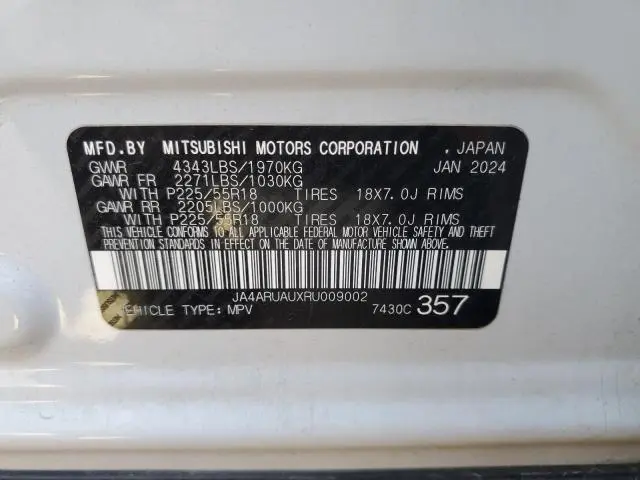 MFD.BY MITSUBISHI MOTORS CORPORATION . JAPAN
GVWR 4343LBS/1970KG JAN 2024
GAWR FR 2271LBS/1030KG
WITH P225/55R18 TIRES 18X7.0J RIMS
GAWR RR 2205LBS/1000KG
WITH P225/55R18 TIRES 18X7.0J RIMS
THIS VEHICLE CONFORMS TO ALL APPLICABLE FEDERAL MOTOR VEHICLE SAFETY AND THEFT
PREVENTION STANDARDS IN EFFECT ON THE DATE OF MANUFACTURE SHOWN ABOVE.
JA4ARUAUXRU009002
VEHICLE TYPE: MPV 7430C 357